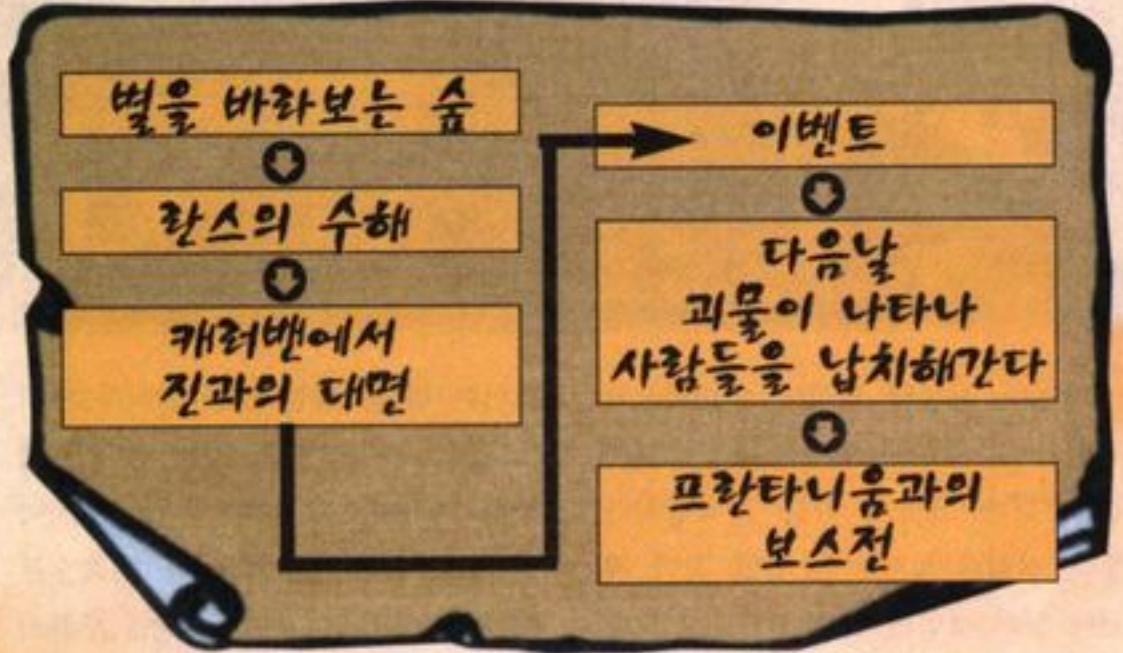 별을 바라보는 숲
란스의 수해
캐러밴에서
진과의 대면
이벤트
다음날
괴물이 나타나
사람들을 납치해간다
프란타니움과의
보스전